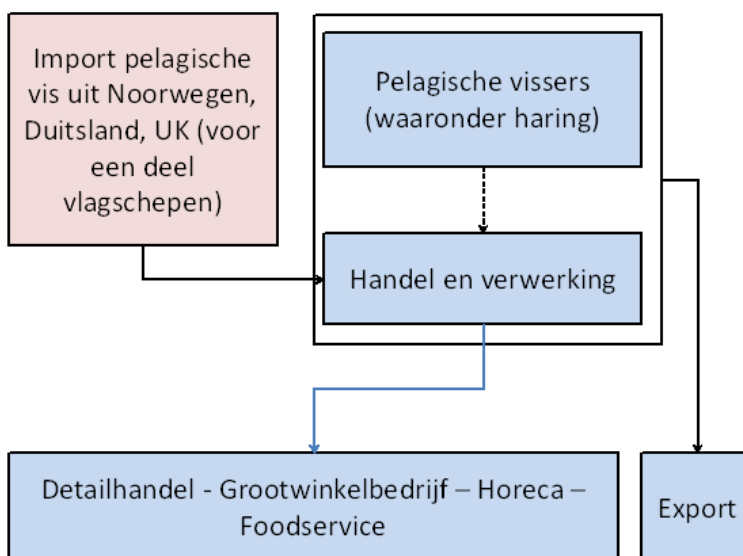 Import pelagische
vis uit Noorwegen,
Duitsland, UK (voor
een deel
vlagschepen)
Pelagische vissers
(waaronder haring)
Handel en verwerking
Detailhandel - Grootwinkelbedrijf – Horeca –
Foodservice
Export